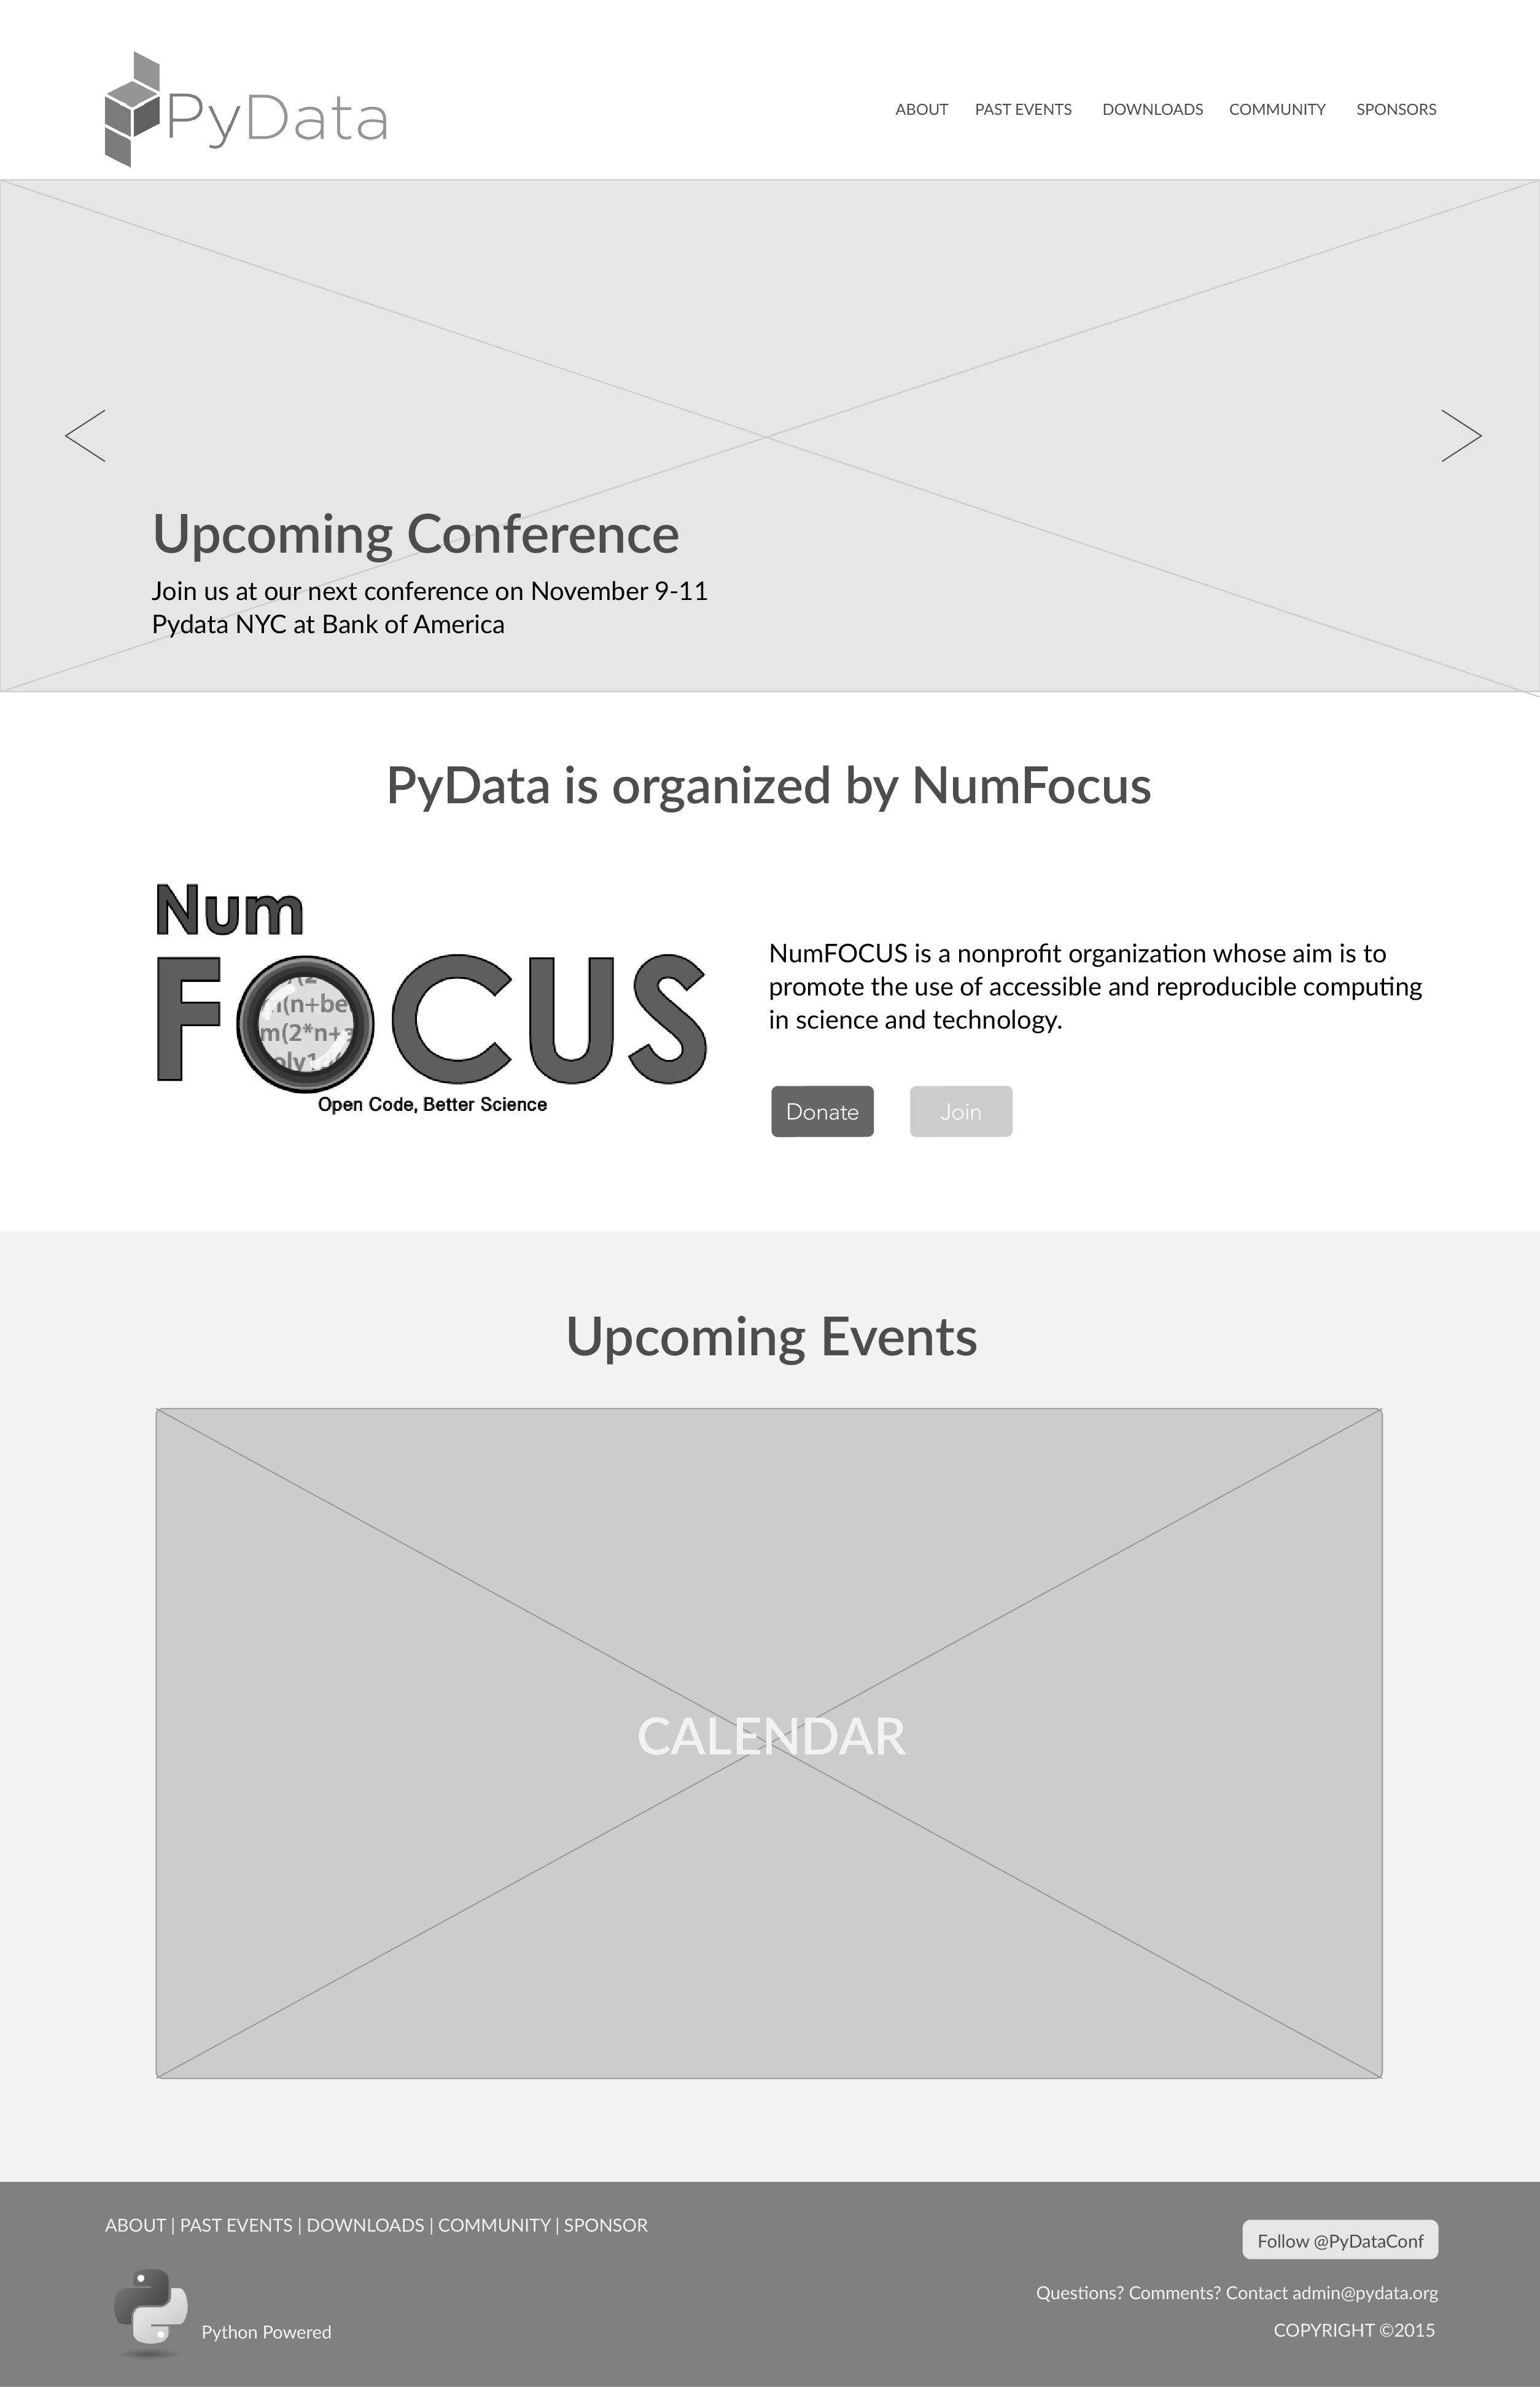 PyData
ABOUT PAST EVENTS DOWNLOADS COMMUNITY SPONSORS
Upcoming Conference
Join us at our next conference on November 9-11
Pydata NYC at Bank of America
PyData is organized by NumFocus
Num
FOCUS
m(n+be
m(2*n+
Open Code, Better Science
NumFOCUS is a nonprofit organization whose aim is to
promote the use of accessible and reproducible computing
in science and technology.
Donate Join
Upcoming Events
CALENDAR
ABOUT | PAST EVENTS | DOWNLOADS | COMMUNITY | SPONSOR
Python Powered
Follow @PyDataConf
Questions? Comments? Contact admin@pydata.org
COPYRIGHT ©2015